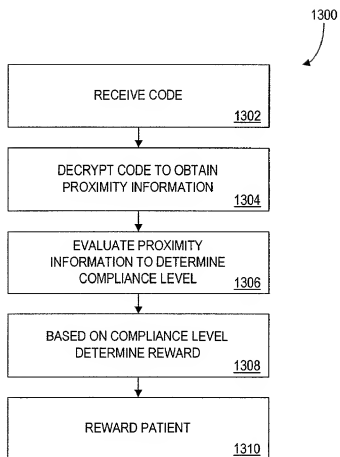 1300
RECEIVE CODE
1302
DECRYPT CODE TO OBTAIN
PROXIMITY INFORMATION
1304
EVALUATE PROXIMITY
INFORMATION TO DETERMINE
COMPLIANCE LEVEL
1306
BASED ON COMPLIANCE LEVEL
DETERMINE REWARD
1308
REWARD PATIENT
1310